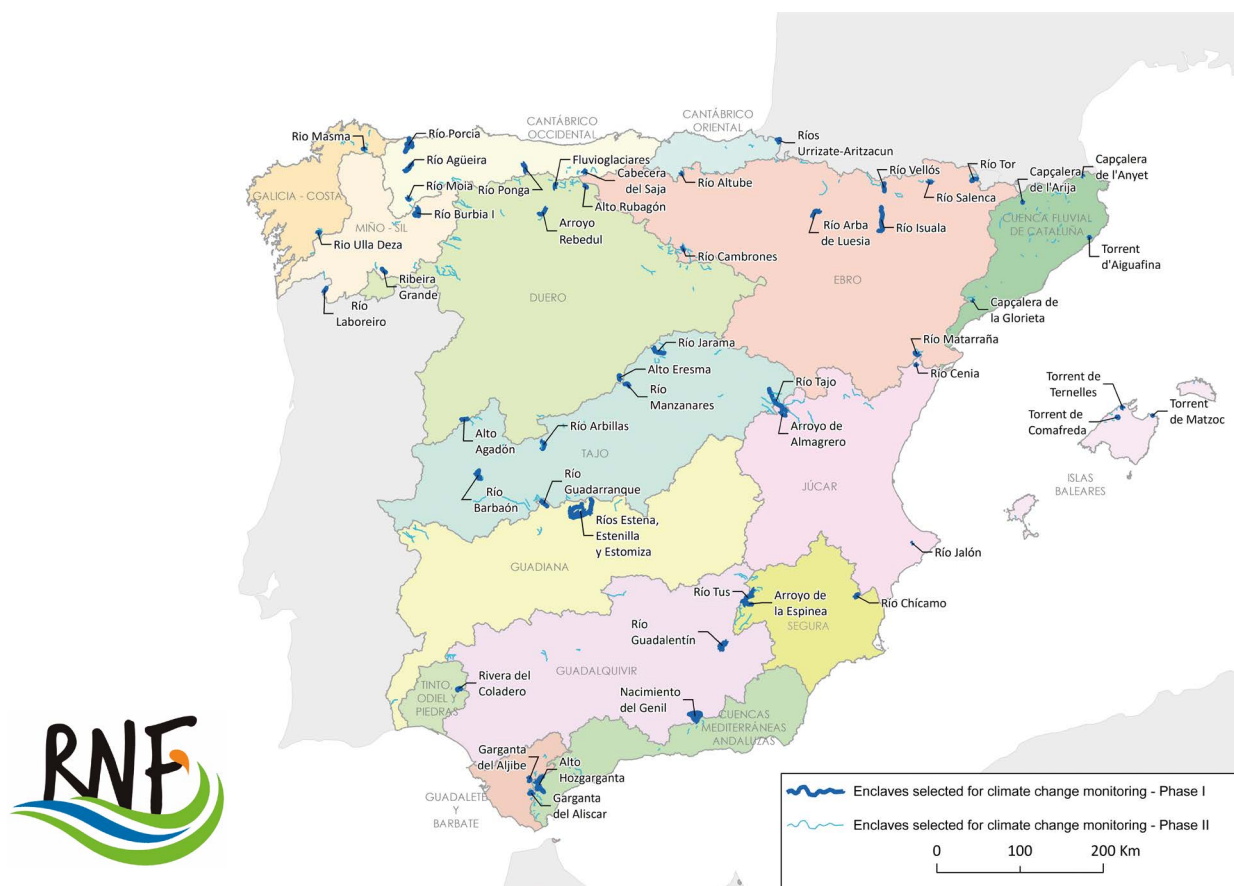 CANTÁBRICO
ORIENTAL
CANTÁBRICO
OCCIDENTAL
Rio Masma
Río Porcia
Ríos
Urrizate-Aritzacun
Río Agüeira
Fluvioglaciares
Cabecera
del Saja
Río Altube
Río Vellós
Río Tor
Capçalera
de l'Anyet
Capçalera
de l'Arija
Río Moia
Río Ponga
Alto Rubagón
Río Salenca
GALICIA - COSTA
Río Burbia I
MIÑO - SIL
Arroyo
Rebedul
Río Arba
de Luesia
Río Isuala
CUENCA FLUVIAL
DE CATALUÑA
Rio Ulla Deza
Río Cambrones
Torrent
d'Aiguafina
Ribeira
Grande
EBRO
DUERO
Río
Laboreiro
Capçalera de
la Glorieta
Río Jarama
Río Matarraña
Alto Eresma
Río Cenia
Río
Manzanares
Río Tajo
Torrent de
Ternelles
Torrent de
Comafreda
Torrent
de Matzoc
Alto
Agadön
Río Arbillas
Arroyo de
Almagrero
TAJO
Río
Barbaón
Río
Guadarranque
JÚCAR
ISLAS
BALEARES
Ríos Estena,
Estenilla
y Estomiza
Río Jalón
GUADIANA
Río Tus
Arroyo de
la Espinea
Río Chícamo
SEGURA
Río
Guadalentín
GUADALQUIVIR
TINTO,
ODIEL Y
PIEDRAS
Rivera del
Coladero
Nacimiento
del Genil
CUENCAS
MEDITERRÁNEAS
ANDALUZAS
RNF
Garganta
del Aljibe
Alto
Hozgarganta
Garganta
del Aliscar
GUADALETE
Y
BARBATE
Enclaves selected for climate change monitoring - Phase I
Enclaves selected for climate change monitoring - Phase II
0 100 200 Km